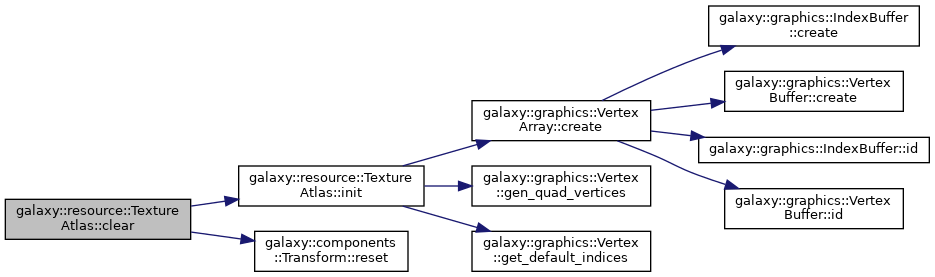 galaxy::resource::Texture
Atlas::clear
galaxy::resource::Texture
Atlas::init
galaxy::components
::Transform::reset
galaxy::graphics::Vertex
Array::create
galaxy::graphics::Vertex
::gen_quad_vertices
galaxy::graphics::Vertex
::get_default_indices
galaxy::graphics::IndexBuffer
::create
galaxy::graphics::Vertex
Buffer::create
galaxy::graphics::IndexBuffer::id
galaxy::graphics::Vertex
Buffer::id